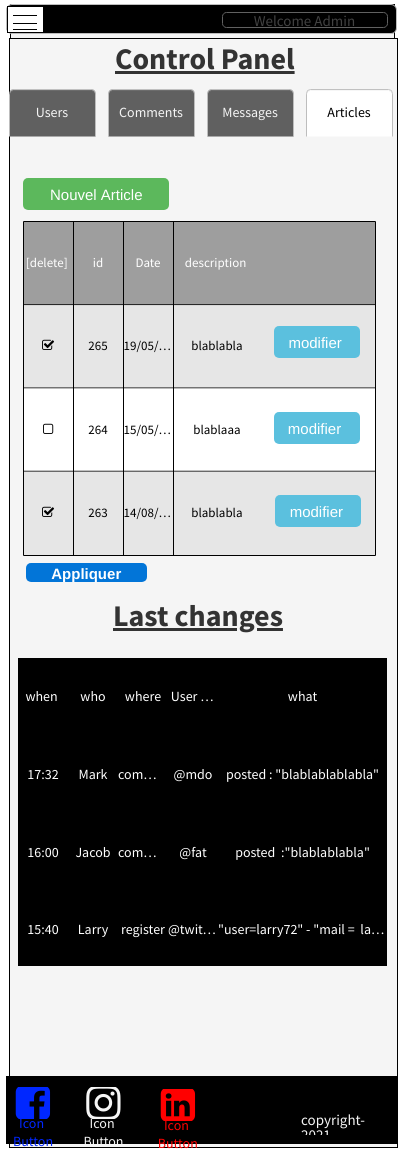 Welcome Admin
Control Panel
Users Comments Messages Articles
Nouvel Article
[delete] id Date description
265 19/05/… blablabla modifier
264 15/05/… blablaaa modifier
263 14/08/… blablabla modifier
Appliquer
Last changes
when who where User … what
17:32 Mark com… @mdo posted : "blablablablabla"
16:00 Jacob com… @fat posted :"blablablabla"
15:40 Larry register @twit… "user=larry72" - "mail = la…
Icon Icon Icon copyright-
Button Button Button 2021